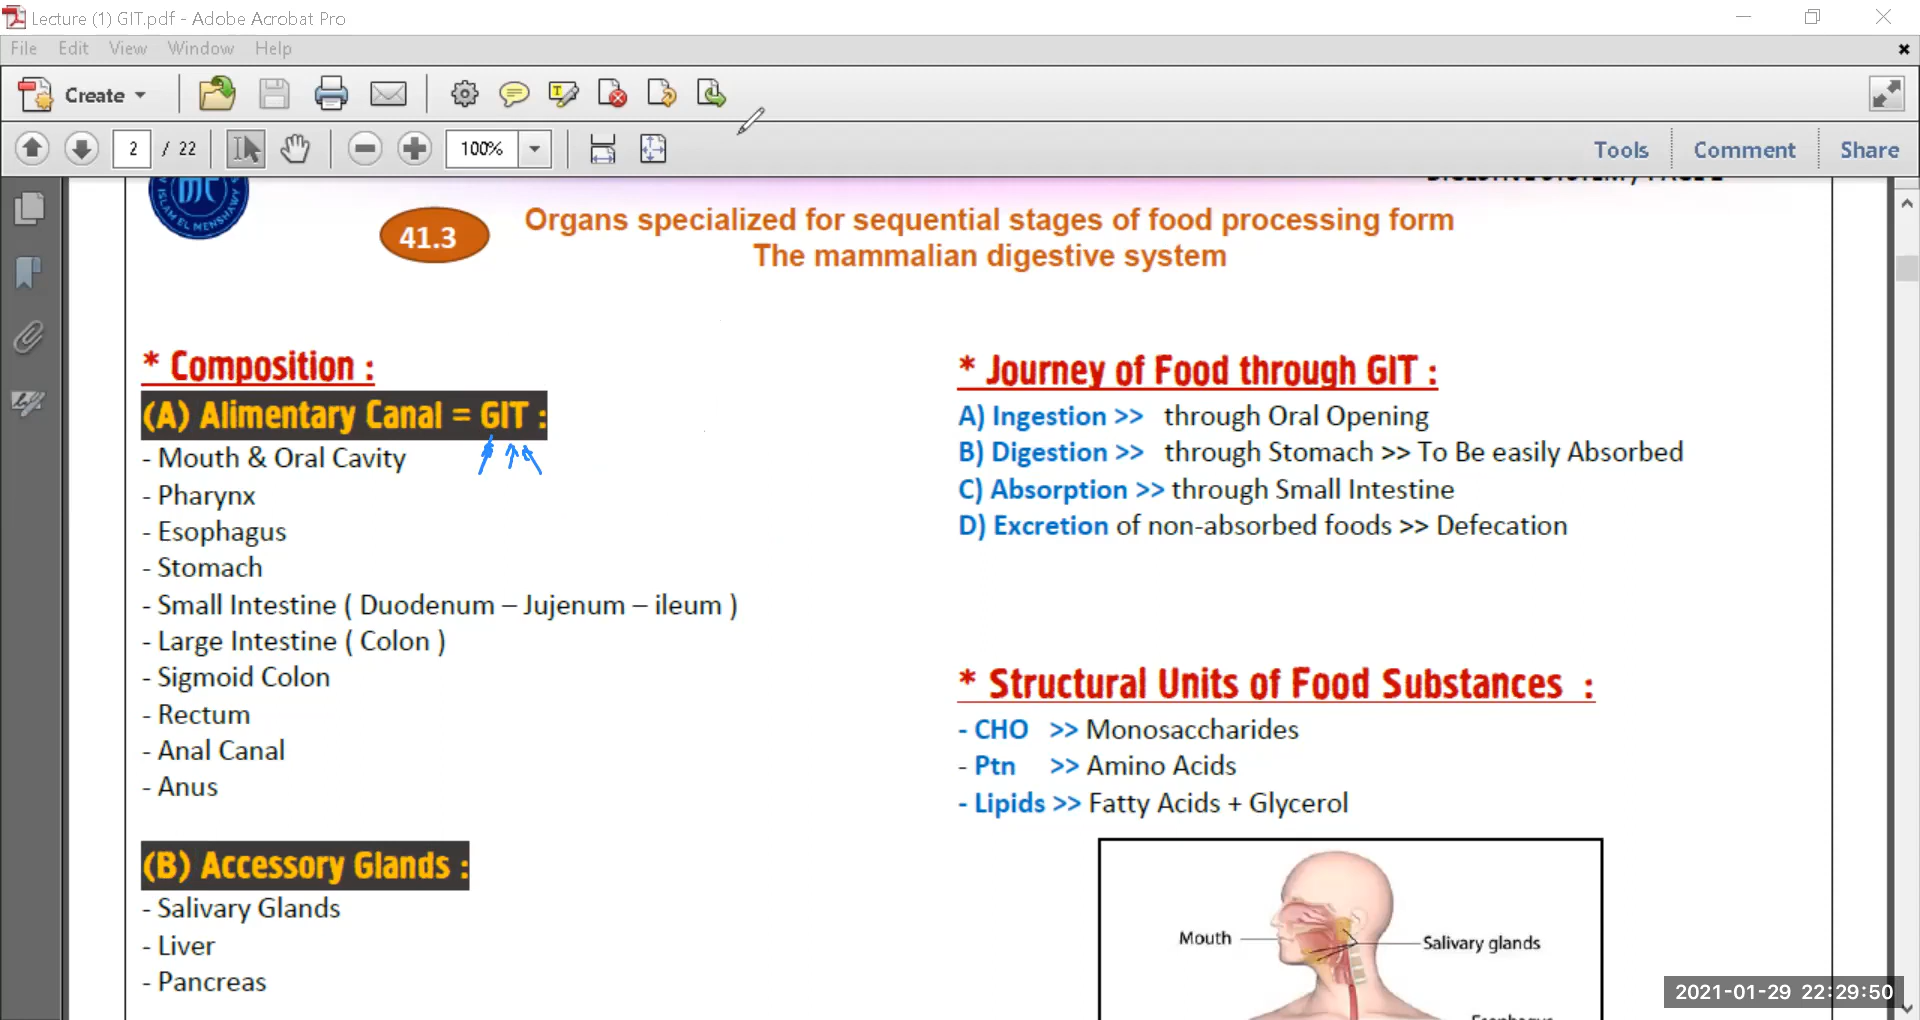 Lecture (1) GIT.pdf - Adobe Acrobat Pro
File Edit View Window Help
Create
2 / 22 100% Tools Comment Share
ISLAM EL MENSHAWY
41.3
Organs specialized for sequential stages of food processing form
The mammalian digestive system
* Composition :
(A) Alimentary Canal = GIT :
- Mouth & Oral Cavity
- Pharynx
- Esophagus
- Stomach
- Small Intestine ( Duodenum – Jujenum – ileum )
- Large Intestine ( Colon )
- Sigmoid Colon
- Rectum
- Anal Canal
- Anus
(B) Accessory Glands :
- Salivary Glands
- Liver
- Pancreas
* Journey of Food through GIT :
A) Ingestion >> through Oral Opening
B) Digestion >> through Stomach >> To Be easily Absorbed
C) Absorption >> through Small Intestine
D) Excretion of non-absorbed foods >> Defecation
* Structural Units of Food Substances :
- CHO >> Monosaccharides
- Ptn >> Amino Acids
- Lipids >> Fatty Acids + Glycerol
Mouth
Salivary glands
2021-01-29 22:29:50